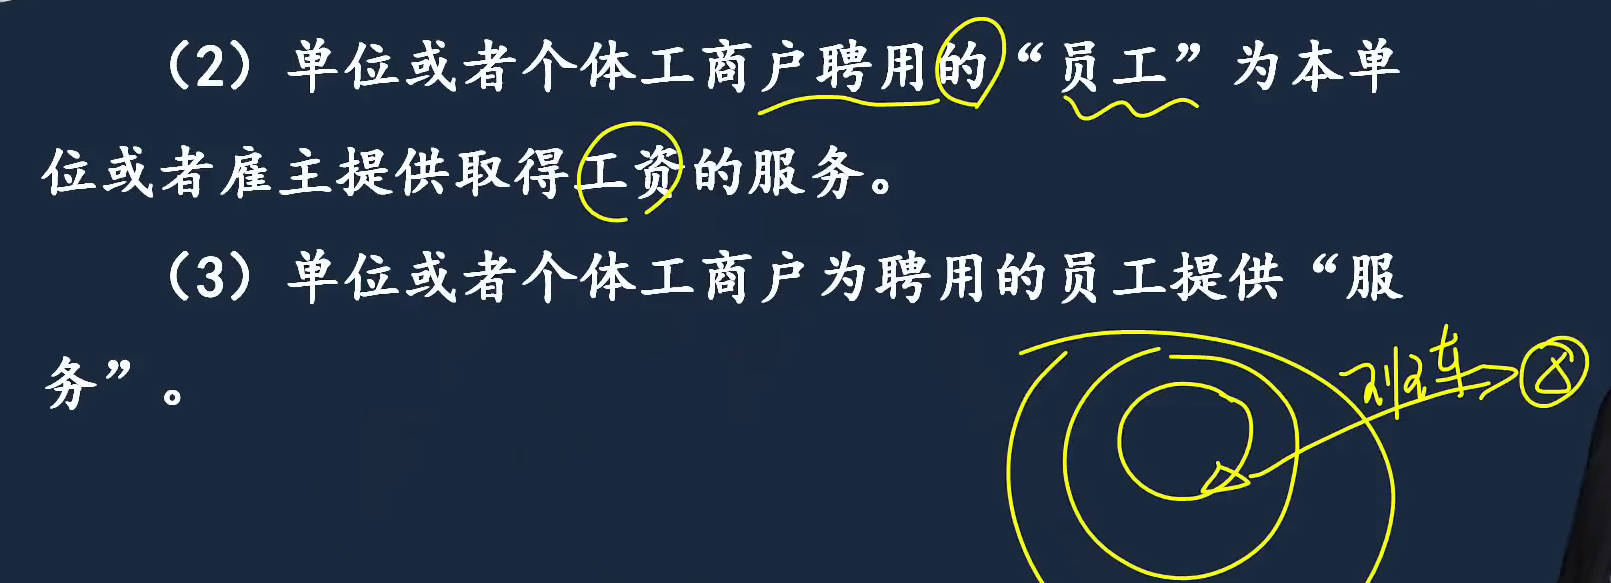 （2）单位或者个体工商户聘用的“员工”为本单
位或者雇主提供取得工资的服务。
（3）单位或者个体工商户为聘用的员工提供“服
务”。
班车